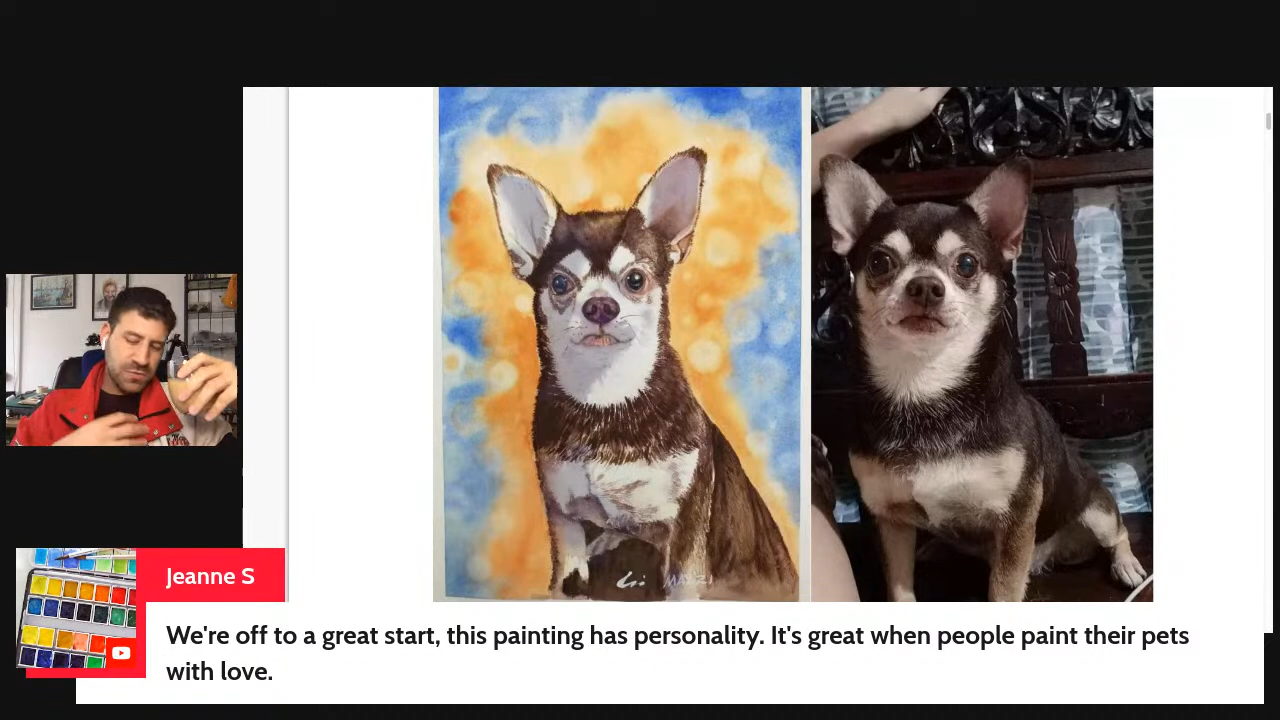 Jeanne S
We're off to a great start, this painting has personality. It's great when people paint their pets
with love.